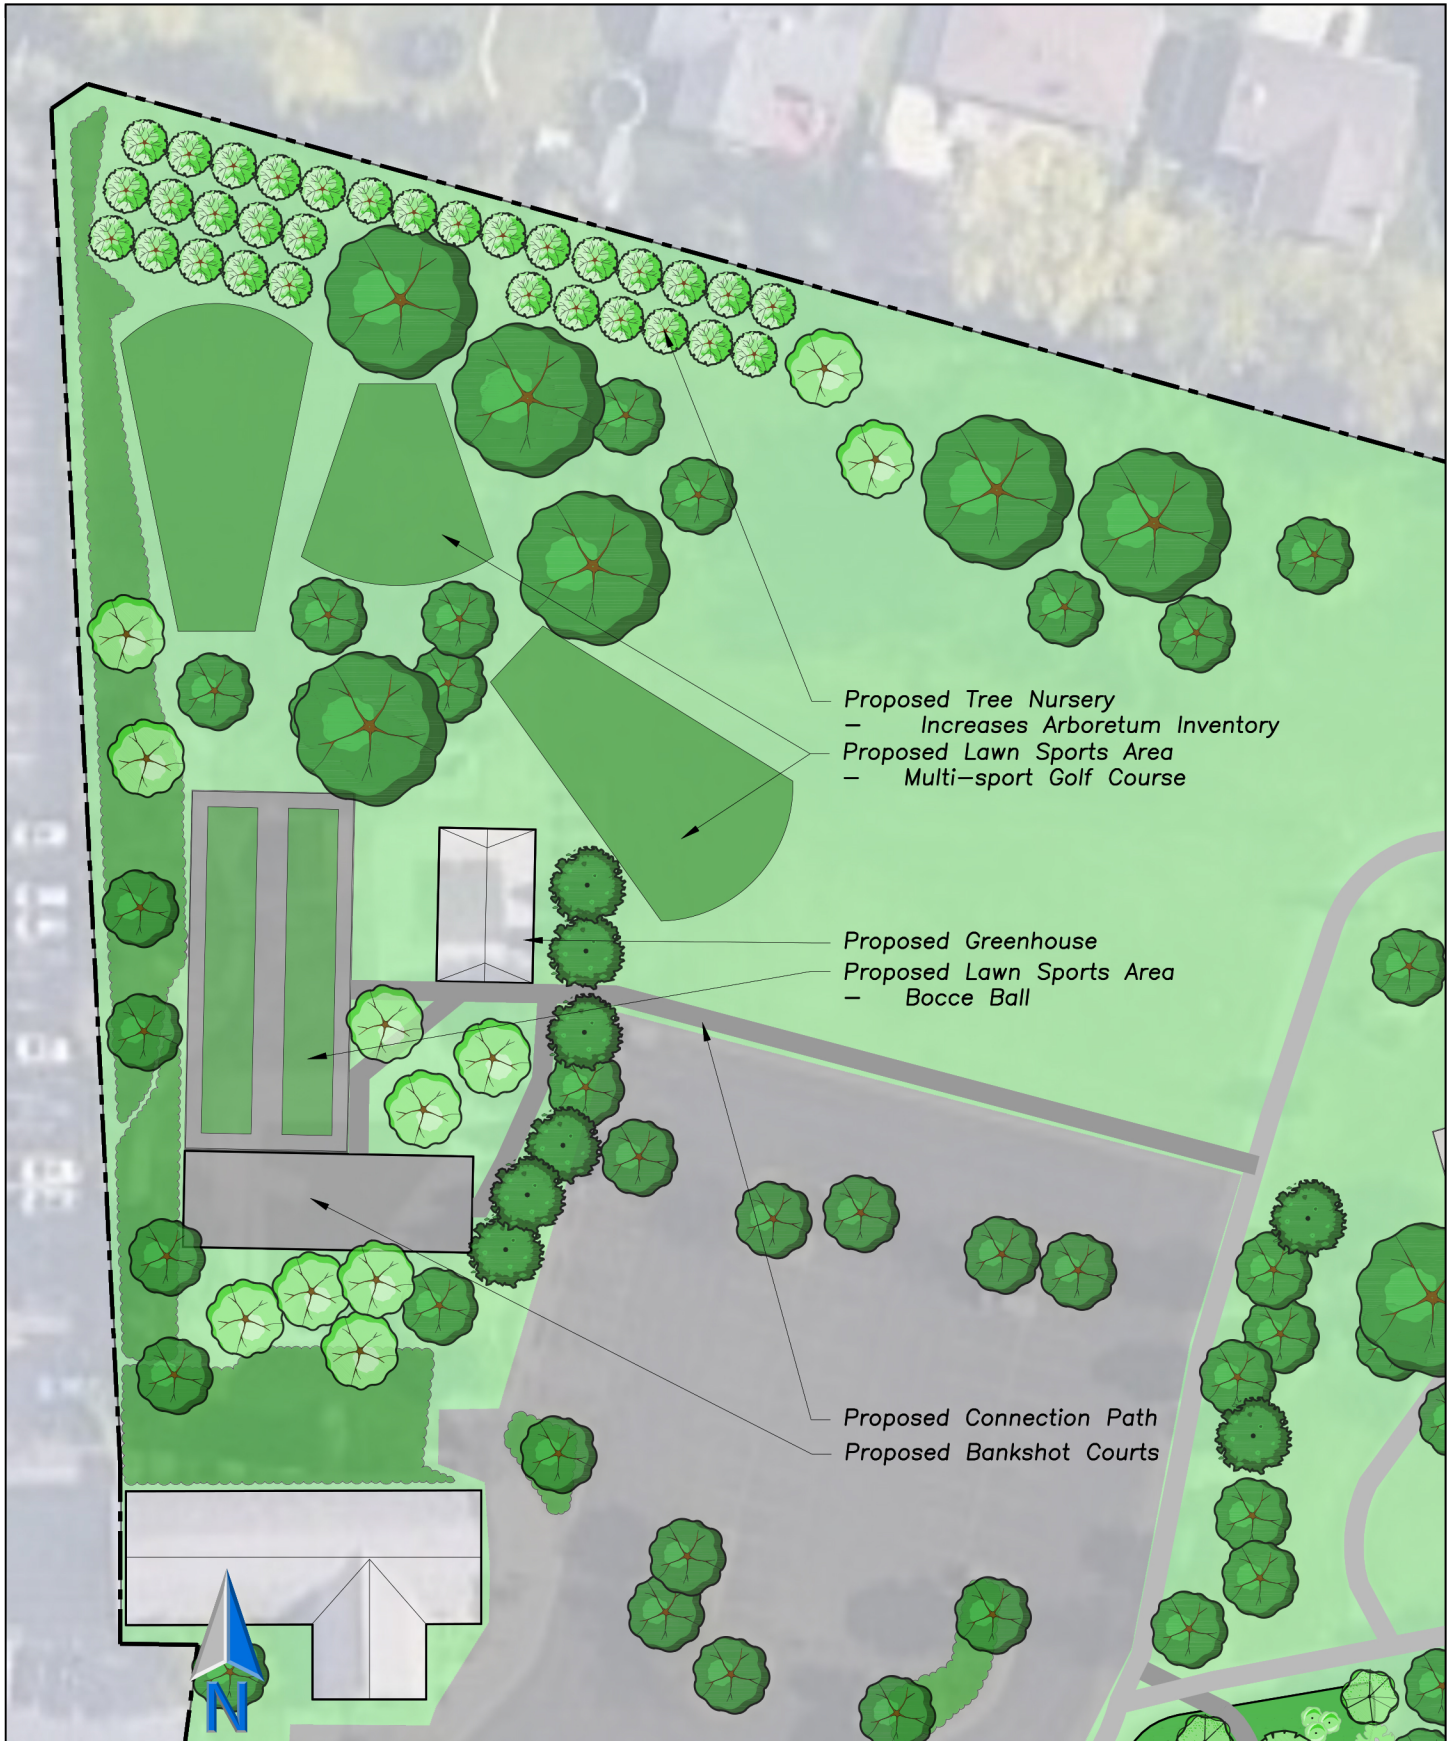 Proposed Tree Nursery
– Increases Arboretum Inventory
Proposed Lawn Sports Area
– Multi–sport Golf Course
Proposed Greenhouse
Proposed Lawn Sports Area
– Bocce Ball
Proposed Connection Path
Proposed Bankshot Courts
N